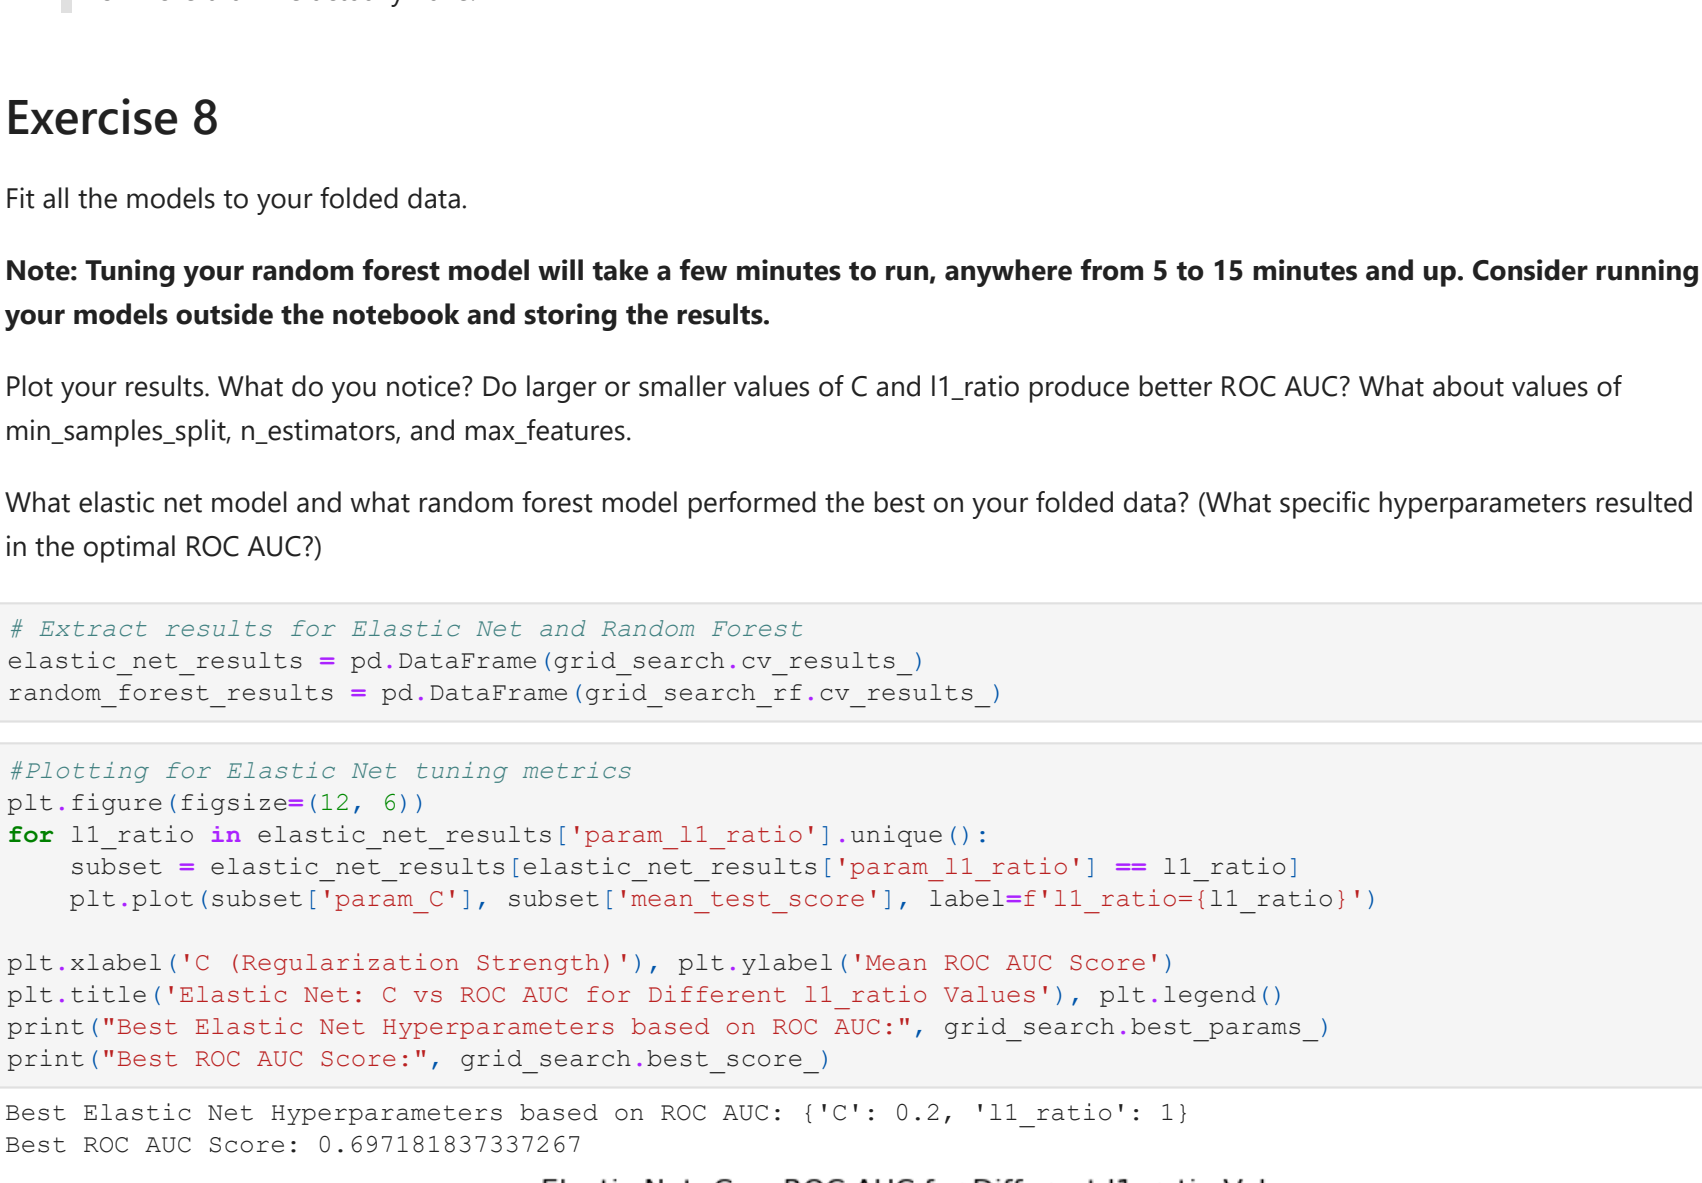 Exercise 8
Fit all the models to your folded data.
Note: Tuning your random forest model will take a few minutes to run, anywhere from 5 to 15 minutes and up. Consider running
your models outside the notebook and storing the results.
Plot your results. What do you notice? Do larger or smaller values of C and l1_ratio produce better ROC AUC? What about values of
min_samples_split, n_estimators, and max_features.
What elastic net model and what random forest model performed the best on your folded data? (What specific hyperparameters resulted
in the optimal ROC AUC?)
# Extract results for Elastic Net and Random Forest
elastic_net_results = pd.DataFrame(grid_search.cv_results_)
random_forest_results = pd.DataFrame(grid_search_rf.cv_results_)
#Plotting for Elastic Net tuning metrics
plt.figure(figsize=(12, 6))
for l1_ratio in elastic_net_results['param_l1_ratio'].unique():
    subset = elastic_net_results[elastic_net_results['param_l1_ratio'] == l1_ratio]
    plt.plot(subset['param_C'], subset['mean_test_score'], label=f'l1_ratio={l1_ratio}')
plt.xlabel('C (Regularization Strength)'), plt.ylabel('Mean ROC AUC Score')
plt.title('Elastic Net: C vs ROC AUC for Different l1_ratio Values'), plt.legend()
print("Best Elastic Net Hyperparameters based on ROC AUC:", grid_search.best_params_)
print("Best ROC AUC Score:", grid_search.best_score_)
Best Elastic Net Hyperparameters based on ROC AUC: {'C': 0.2, 'l1_ratio': 1}
Best ROC AUC Score: 0.697181837337267